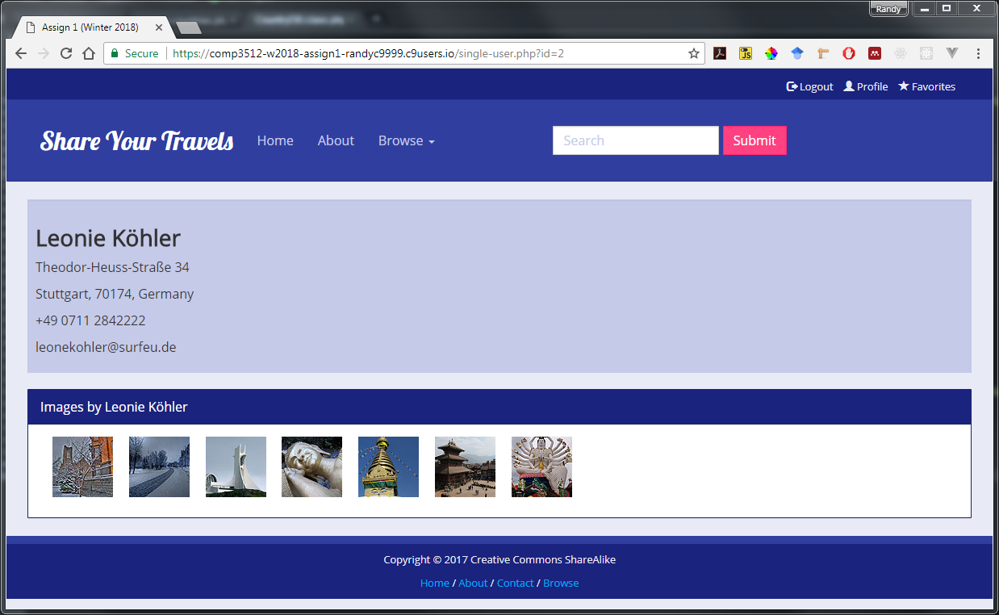 Randy
Assign 1 (Winter 2018)
Secure https://comp3512-w2018-assign1-randyc9999.c9users.io/single-user.php?id=2
JS
Logout Profile Favorites
Share Your Travels Home About Browse Search Submit
Leonie Köhler
Theodor-Heuss-Straße 34
Stuttgart, 70174, Germany
+49 0711 2842222
leonekohler@surfeu.de
Images by Leonie Köhler
Copyright © 2017 Creative Commons ShareAlike
Home / About / Contact / Browse